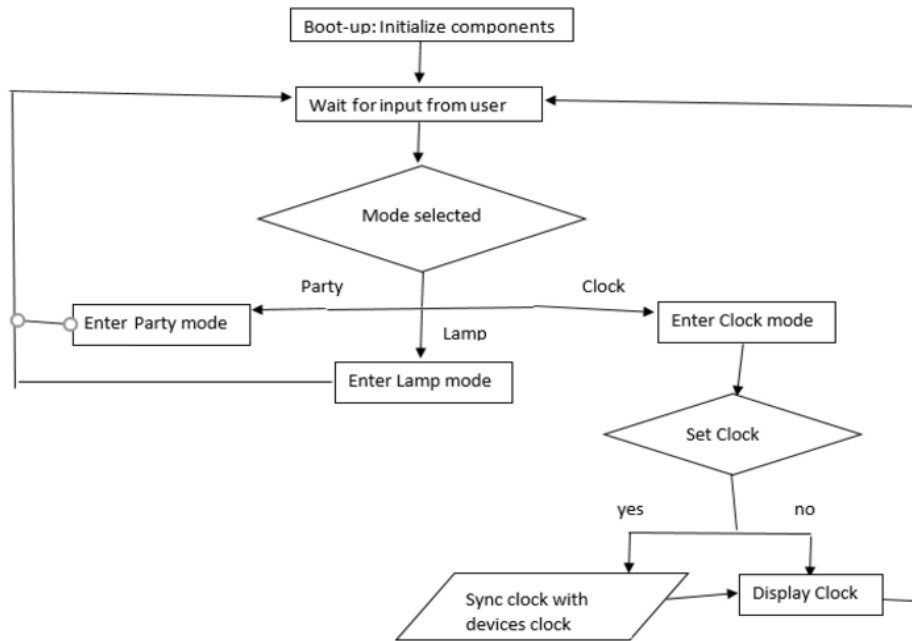 Boot-up: Initialize components
Wait for input from user
Mode selected
Party
Clock
Enter Party mode
Enter Clock mode
Lamp
Enter Lamp mode
Set Clock
yes
no
Sync clock with
devices clock
Display Clock